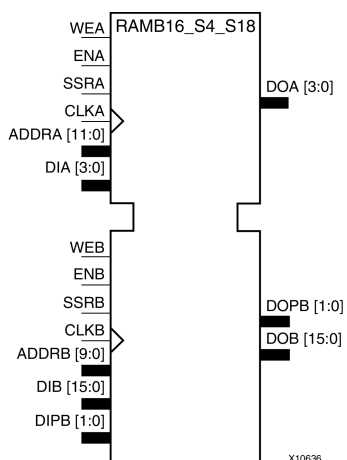 RAMB16_S4_S18
WEA
ENA
SSRA
CLKA
ADDRA [11:0]
DIA [3:0]
DOA [3:0]
WEB
ENB
SSRB
CLKB
ADDRB [9:0]
DIB [15:0]
DIPB [1:0]
DOPB [1:0]
DOB [15:0]
X10636